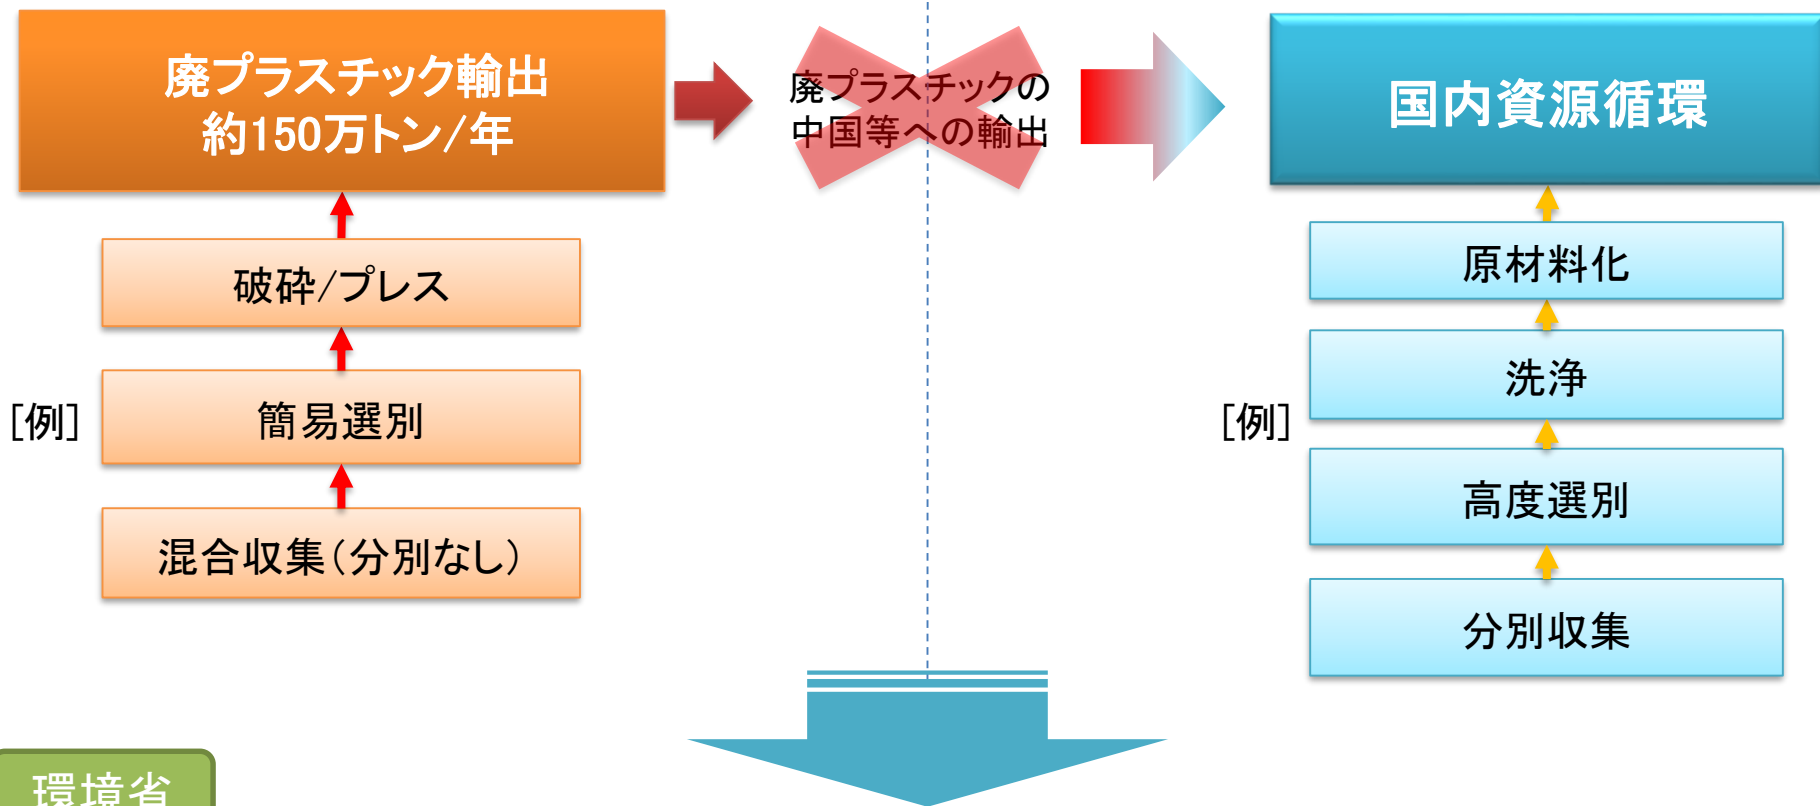 廃プラスチック輸出
約150万トン/年
廃プラスチックの
中国等への輸出
国内資源循環
破砕/プレス
簡易選別
混合収集(分別なし)
[例]
原材料化
洗浄
高度選別
分別収集
[例]
環境省